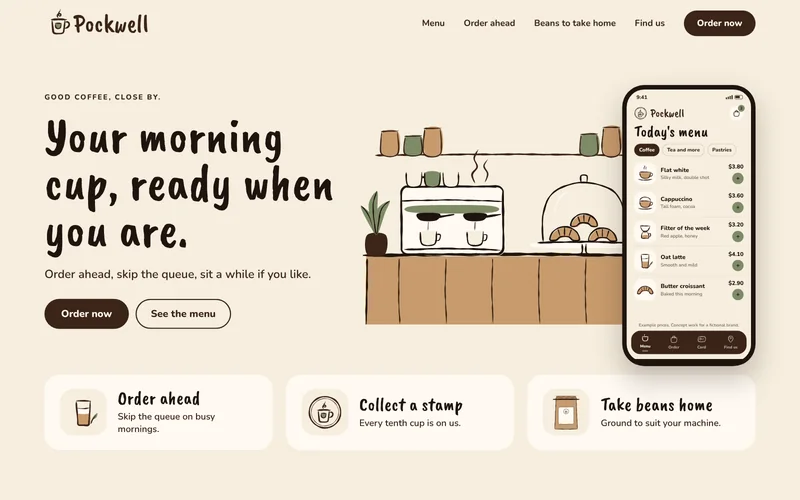 Pockwell
Menu
Order ahead
Beans to take home
Find us
Order now
GOOD COFFEE, CLOSE BY.
Your morning
cup, ready when
you are.
Order ahead, skip the queue, sit a while if you like.
Order now
See the menu
9:41
Pockwell
Today's menu
Coffee
Tea and more
Pastries
Flat white
$3.80
Silky milk, double shot
Cappuccino
$3.60
Tall foam, cocoa
Filter of the week
$3.20
Red apple, honey
Oat latte
$4.10
Smooth and mild
Butter croissant
$2.90
Baked this morning
Example prices. Concept work for a fictional brand.
Menu
Order
Card
Find us
Order ahead
Skip the queue on busy
mornings.
Collect a stamp
Every tenth cup is on us.
Take beans home
Ground to suit your machine.